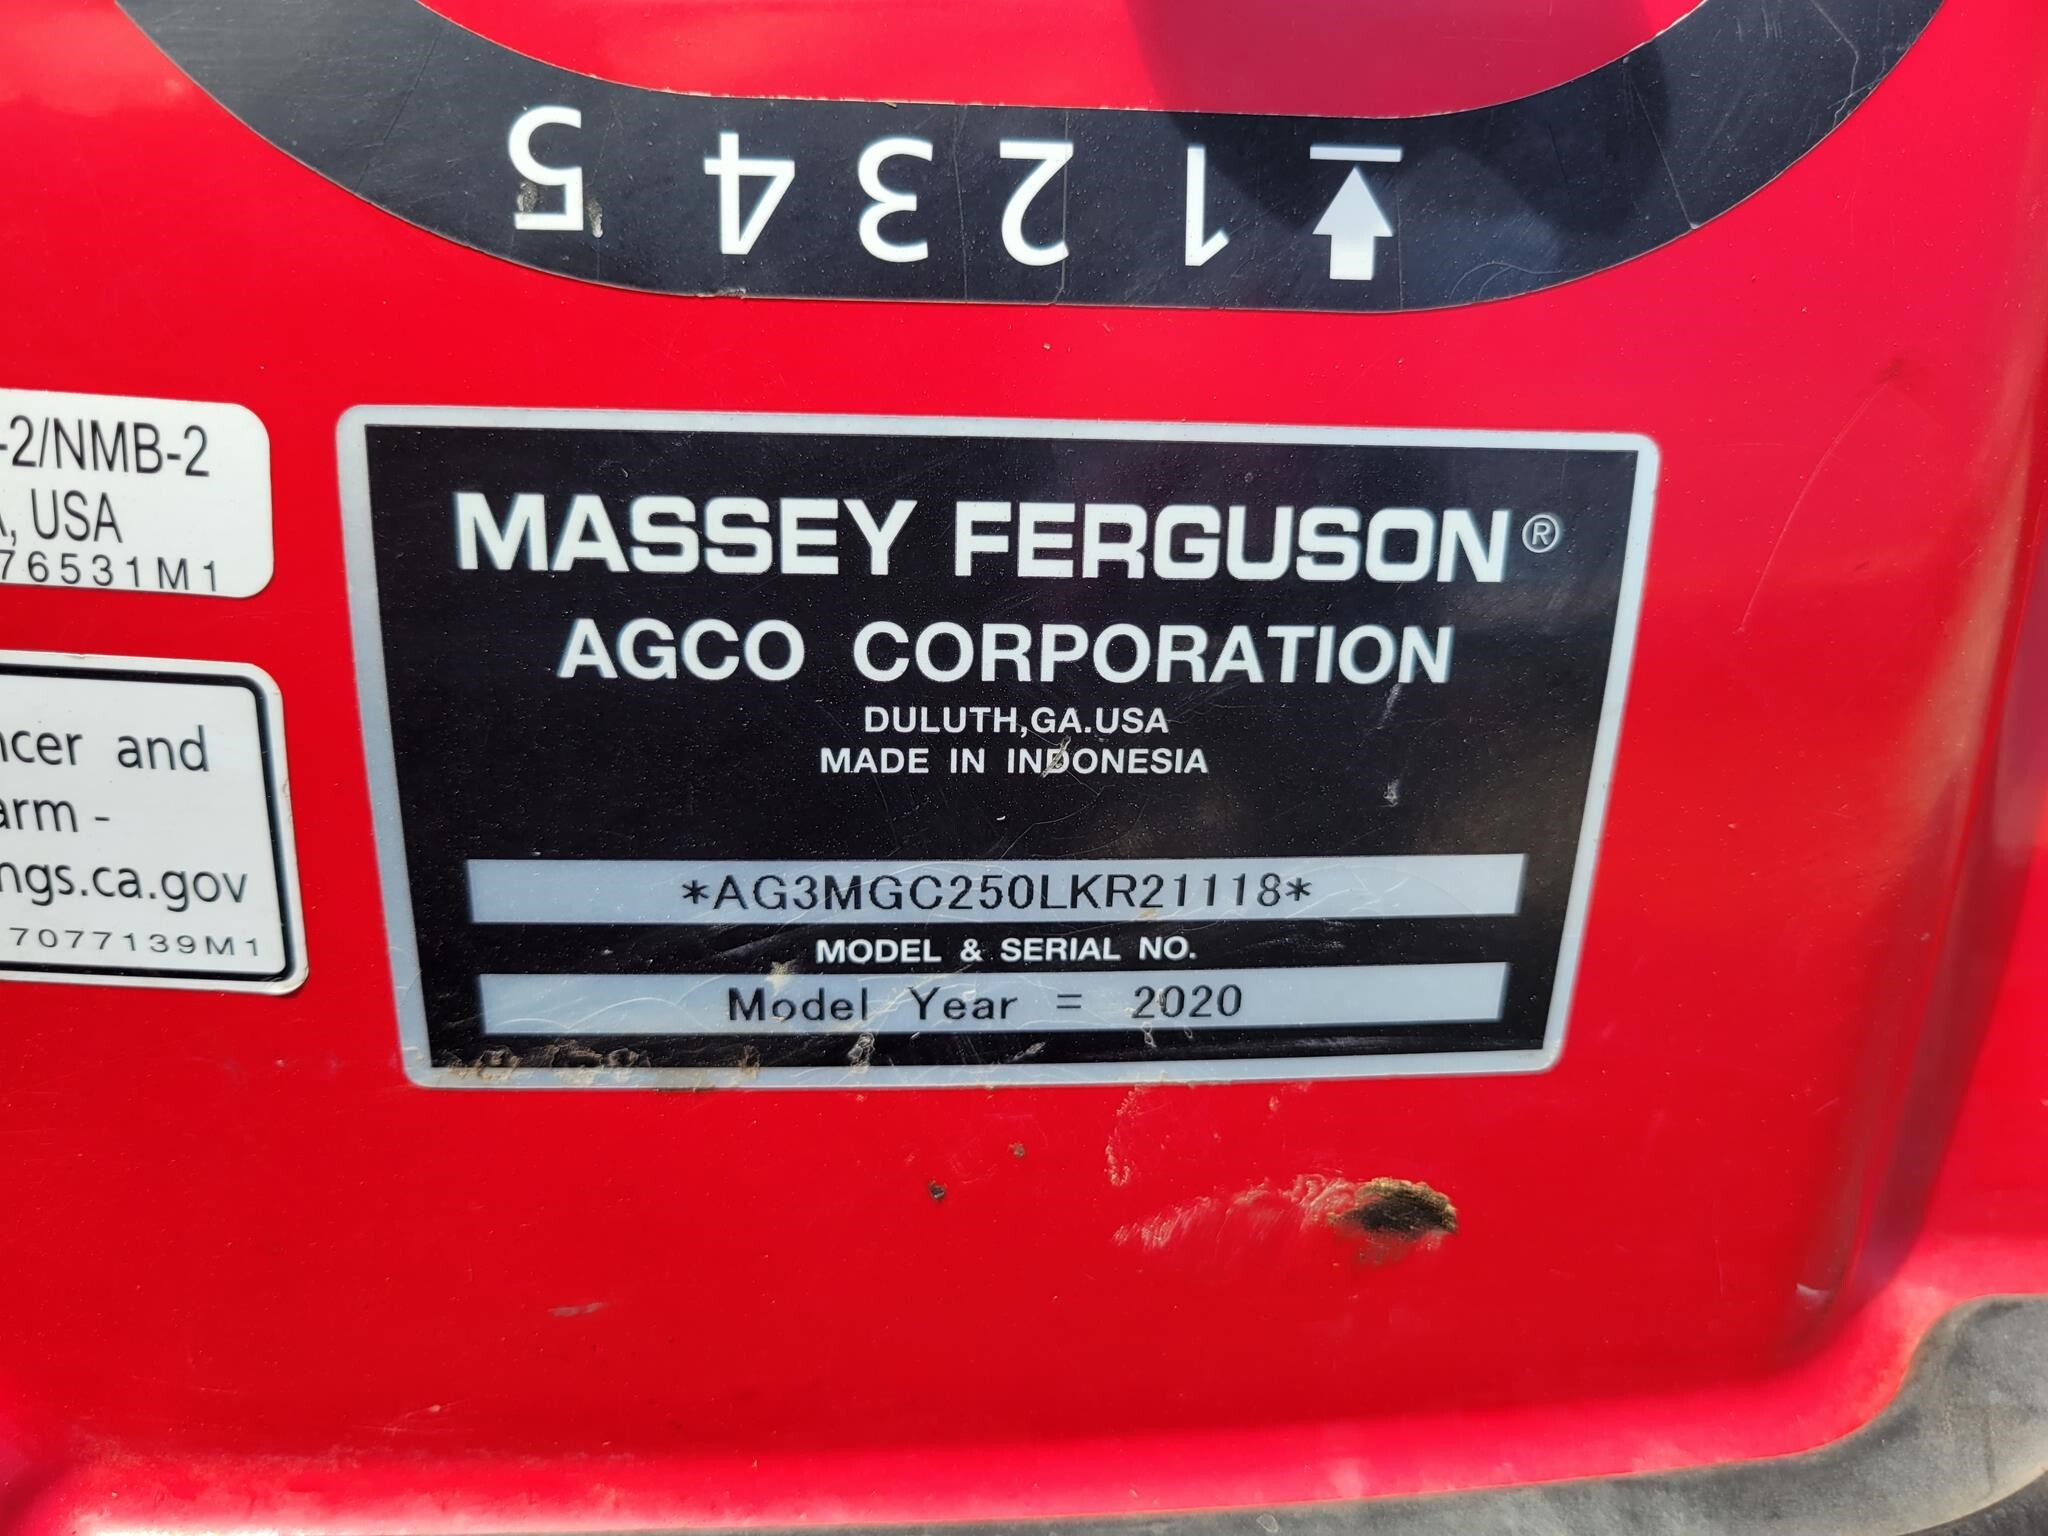 5 4 3 2 1
-2/NMB-2
, USA
76531M1
ncer and
arm -
ngs.ca.gov
7077139M1
MASSEY FERGUSON®
AGCO CORPORATION
DULUTH,GA.USA
MADE IN INDONESIA
*AG3MGC250LKR21118*
MODEL & SERIAL NO.
Model Year = 2020